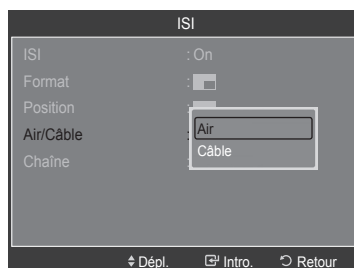 ISI
ISI : On
Format :
Position :
Air/Câble :
Air
Câble
Chaîne :
Dépl. Intro. Retour